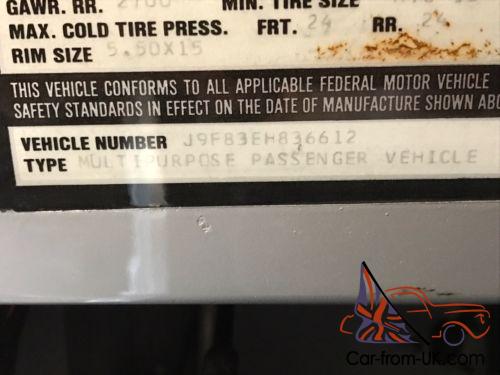 GAWR. RR. 2700 MIN. TIRE SIZE
MAX. COLD TIRE PRESS. FRT. 24 RR. 24
RIM SIZE 5.50X15
THIS VEHICLE CONFORMS TO ALL APPLICABLE FEDERAL MOTOR VEHICLE
SAFETY STANDARDS IN EFFECT ON THE DATE OF MANUFACTURE SHOWN ABO
VEHICLE NUMBER J9F83EH836612
TYPE MULTIPURPOSE PASSENGER VEHICLE
Car-from-UK.com